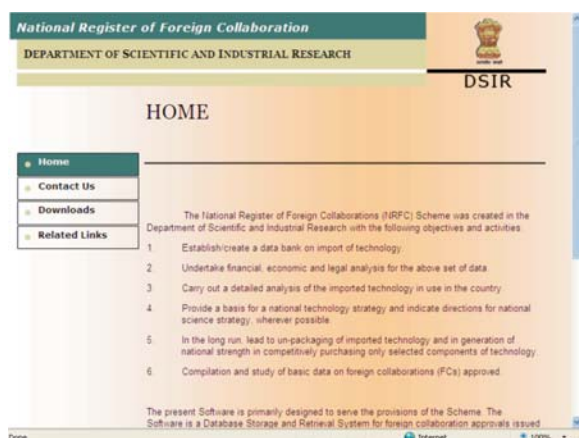 National Register of Foreign Collaboration
DEPARTMENT OF SCIENTIFIC AND INDUSTRIAL RESEARCH
DSIR
HOME
Home
Contact Us
Downloads
Related Links
The National Register of Foreign Collaborations (NRFC) Scheme was created in the
Department of Scientific and Industrial Research with the following objectives and activities.
1. Establish/create a data bank on import of technology.
2. Undertake financial, economic and legal analysis for the above set of data.
3. Carry out a detailed analysis of the imported technology in use in the country.
4. Provide a basis for a national technology strategy and indicate directions for national
science strategy, wherever possible.
5. In the long run, lead to un-packaging of imported technology and in generation of
national strength in competitively purchasing only selected components of technology.
6. Compilation and study of basic data on foreign collaborations (FCs) approved.
The present Software is primarily designed to serve the provisions of the Scheme. The
Software is a Database Storage and Retrieval System for foreign collaboration approvals issued
Done
Internet
100%